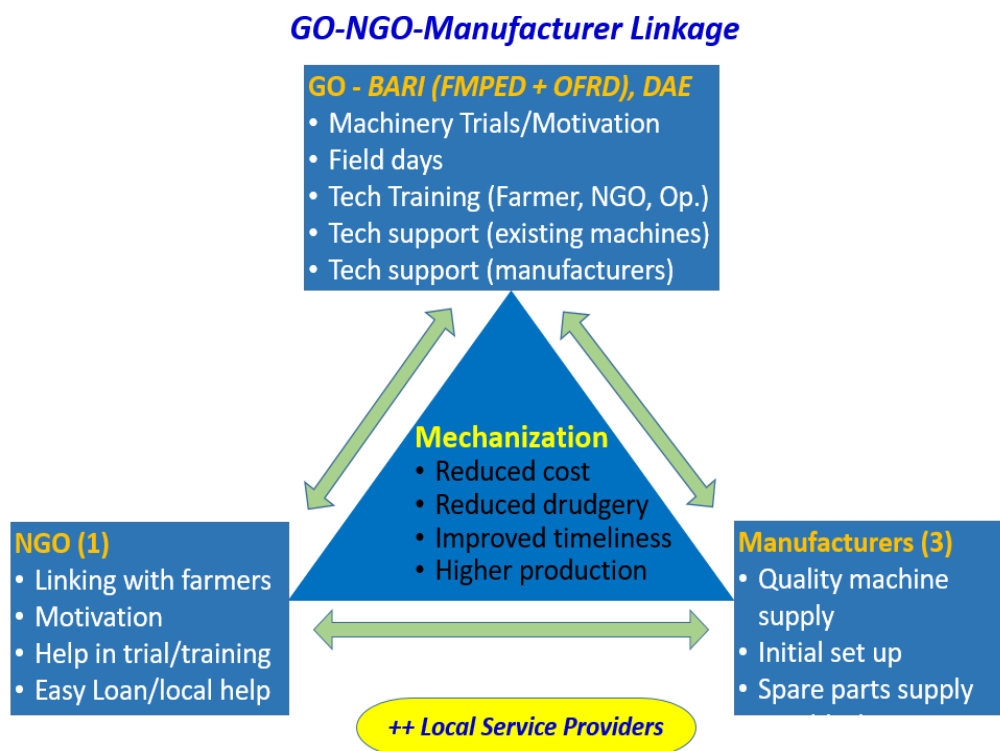 GO-NGO-Manufacturer Linkage
GO - BARI (FMPED + OFRD), DAE
• Machinery Trials/Motivation
• Field days
• Tech Training (Farmer, NGO, Op.)
• Tech support (existing machines)
• Tech support (manufacturers)
Mechanization
• Reduced cost
• Reduced drudgery
• Improved timeliness
• Higher production
NGO (1)
• Linking with farmers
• Motivation
• Help in trial/training
• Easy Loan/local help
Manufacturers (3)
• Quality machine
supply
• Initial set up
• Spare parts supply
++ Local Service Providers